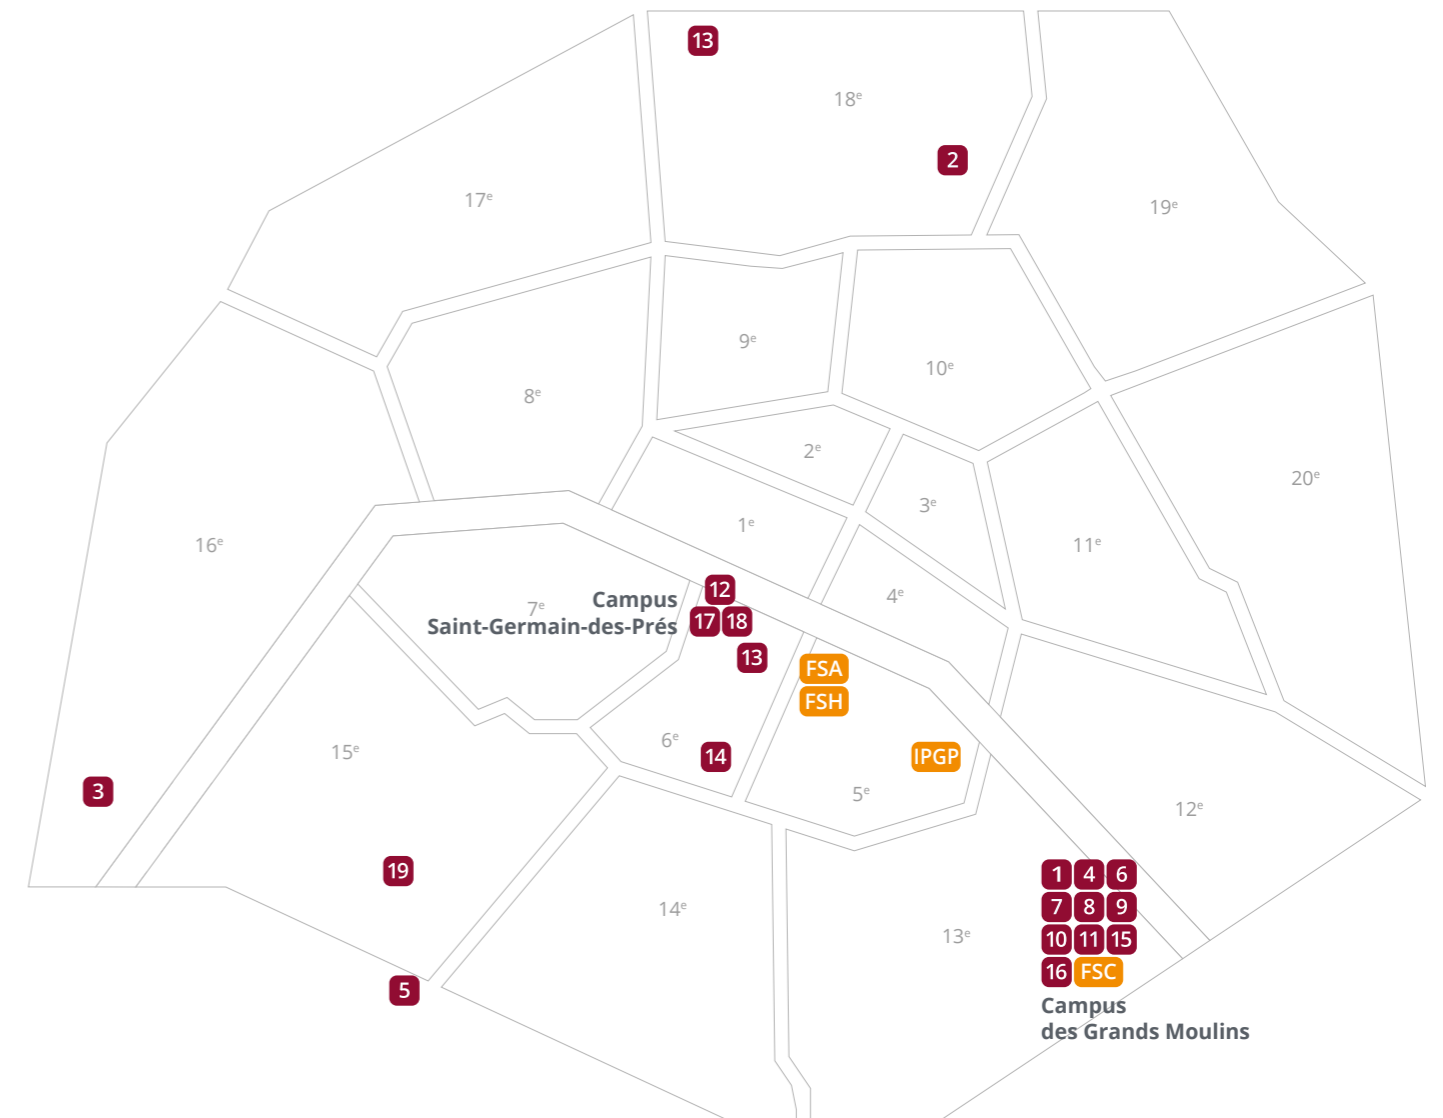 13
18e
2
17e
19e
9e
10e
8e
2e
20e
3e
1e
16e
11e
12
4e
7e
Campus
Saint-Germain-des-Prés
17 18
13
FSA
FSH
6e
14
IPGP
15e
5e
3
12e
19
1 4 6
7 8 9
14e
13e
10 11 15
16 FSC
5
Campus
des Grands Moulins